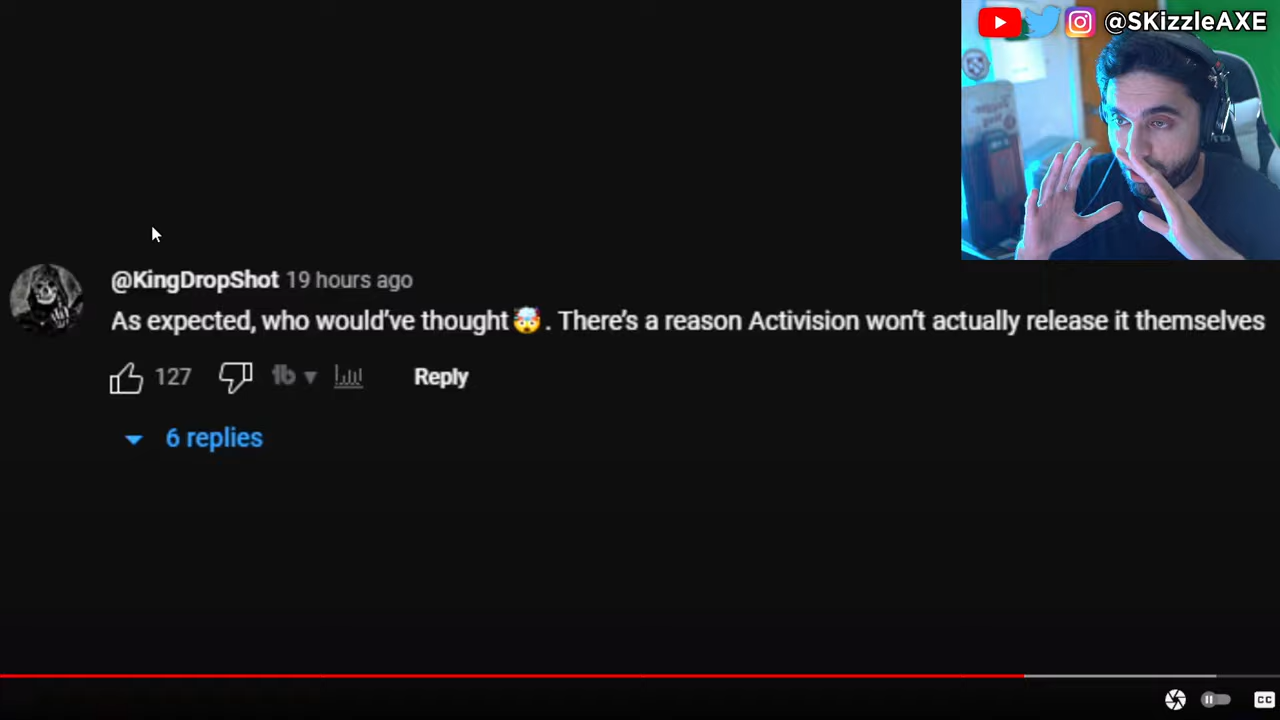 @SKizzleAXE
@KingDropShot 19 hours ago
As expected, who would've thought 🤯. There's a reason Activision won't actually release it themselves
127 Reply
6 replies
CC